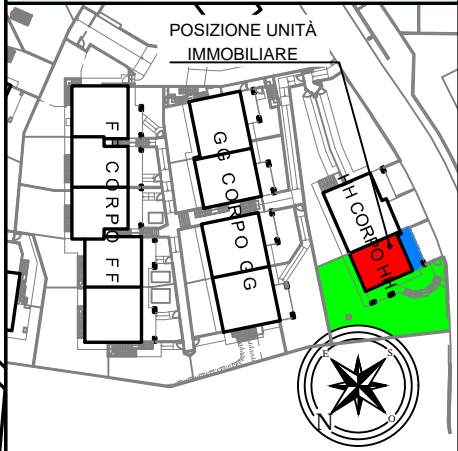 POSIZIONE UNITÀ
IMMOBILIARE
FF CORPO FF
GG CORPO GG
HH CORPO HH
E
S
N
O